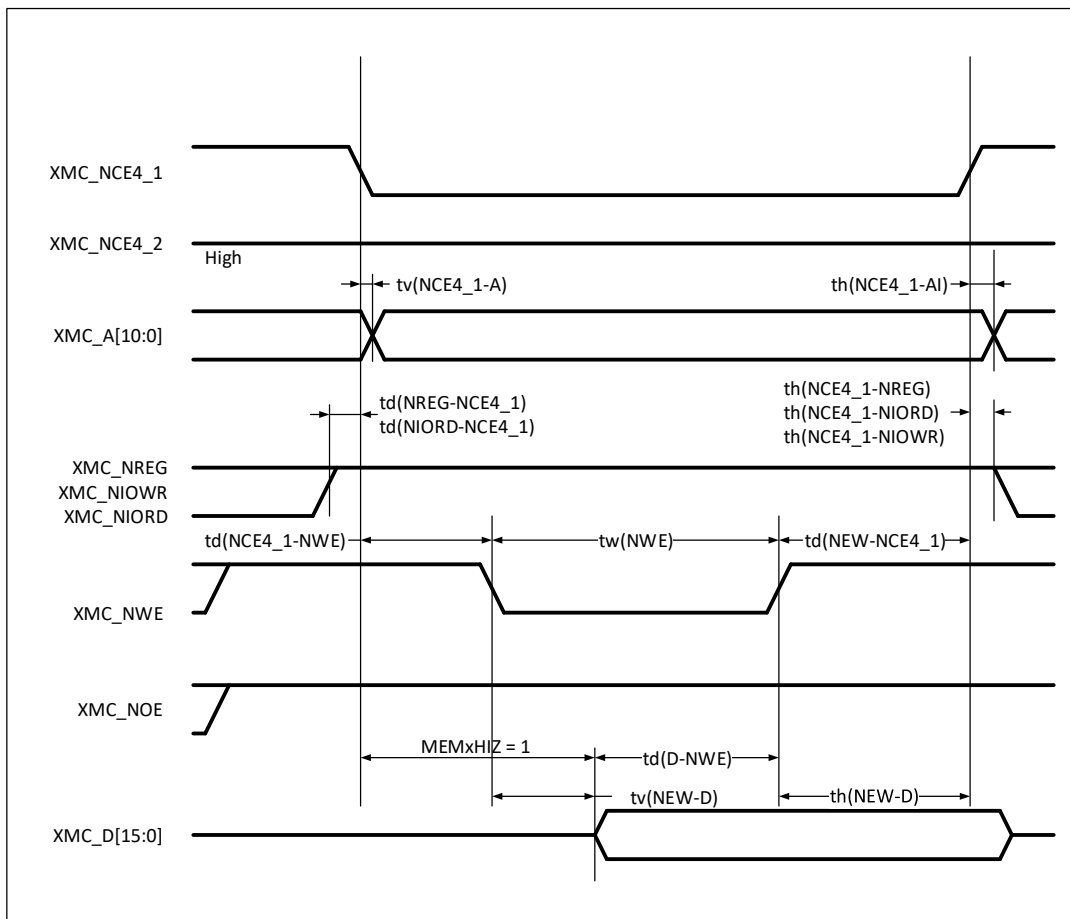 XMC_NCE4_1
XMC_NCE4_2
High
tv(NCE4_1-A)
th(NCE4_1-AI)
XMC_A[10:0]
td(NREG-NCE4_1)
td(NIORD-NCE4_1)
th(NCE4_1-NREG)
th(NCE4_1-NIORD)
th(NCE4_1-NIOWR)
XMC_NREG
XMC_NIOWR
XMC_NIORD
td(NCE4_1-NWE)
tw(NWE)
td(NEW-NCE4_1)
XMC_NWE
XMC_NOE
MEMxHIZ = 1
td(D-NWE)
tv(NEW-D)
th(NEW-D)
XMC_D[15:0]